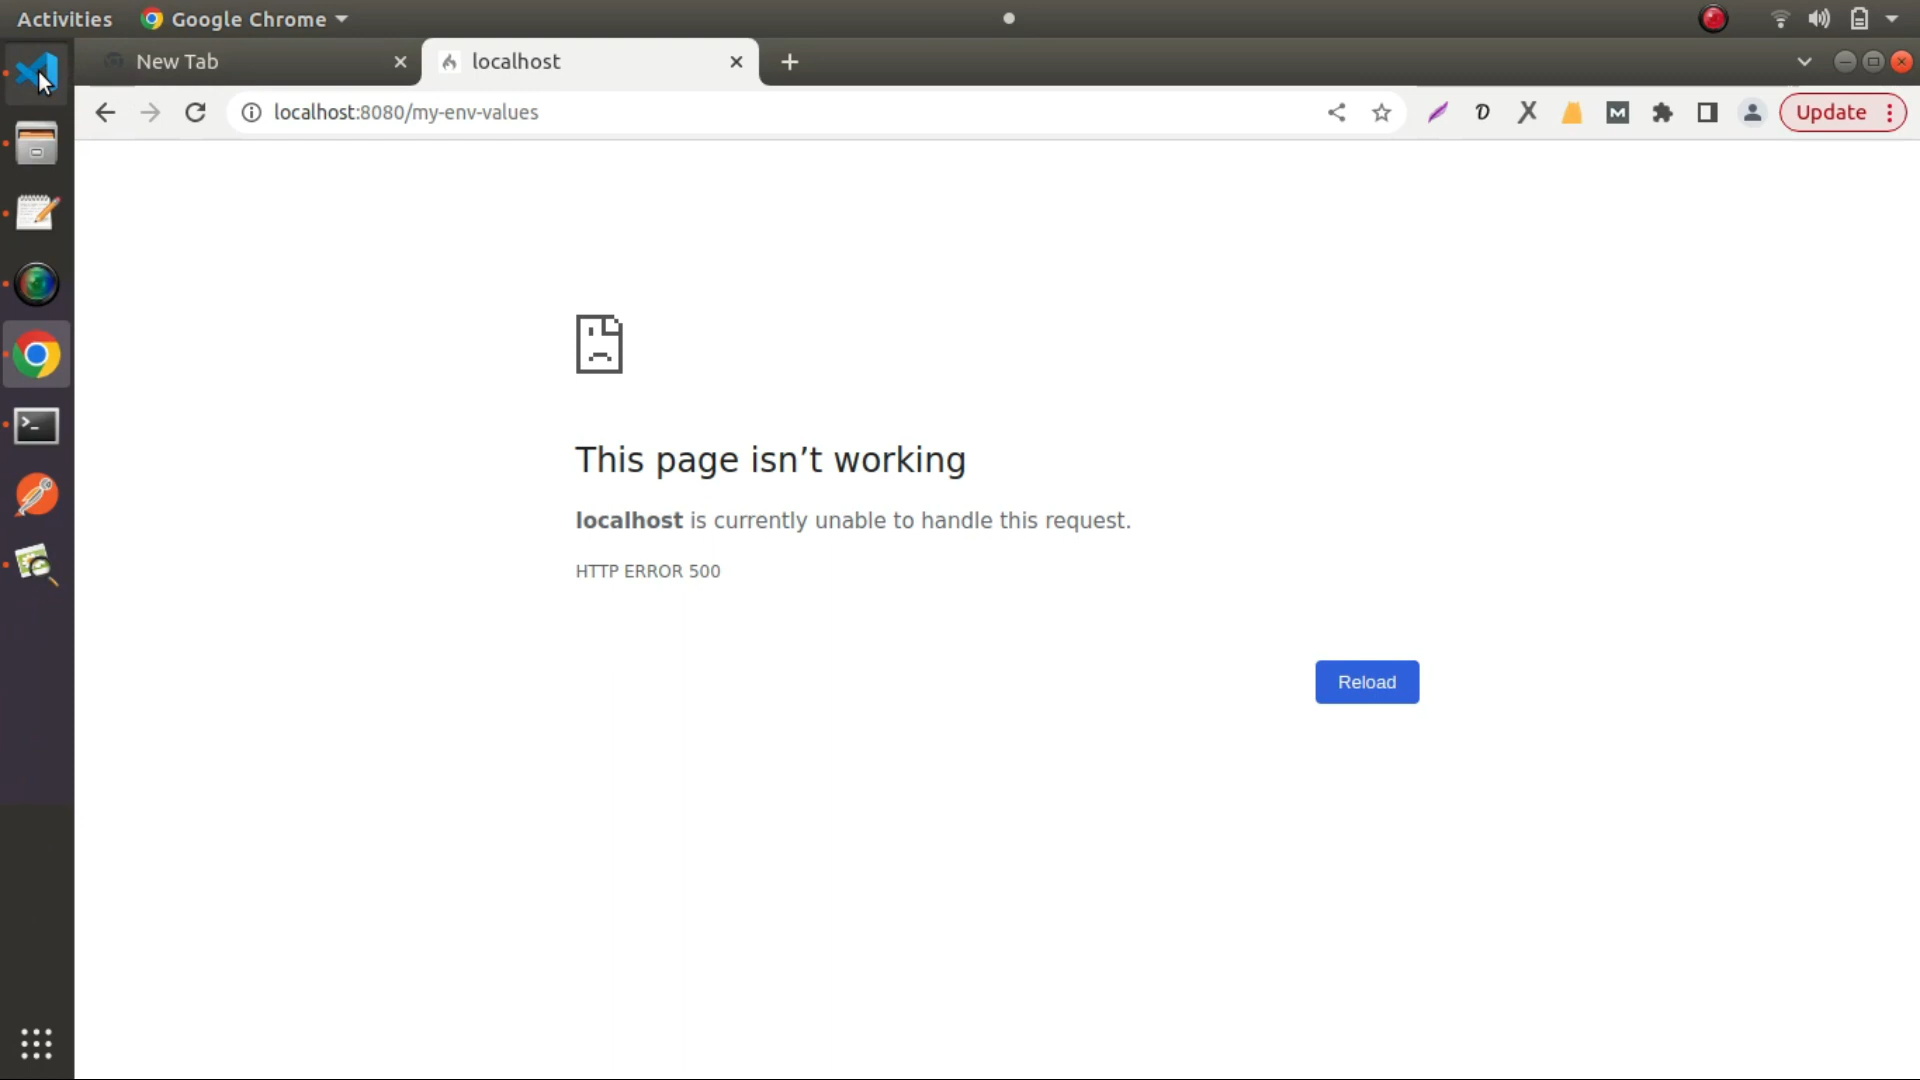 Activities
Google Chrome
New Tab
localhost
localhost:8080/my-env-values
Update
This page isn’t working
localhost is currently unable to handle this request.
HTTP ERROR 500
Reload